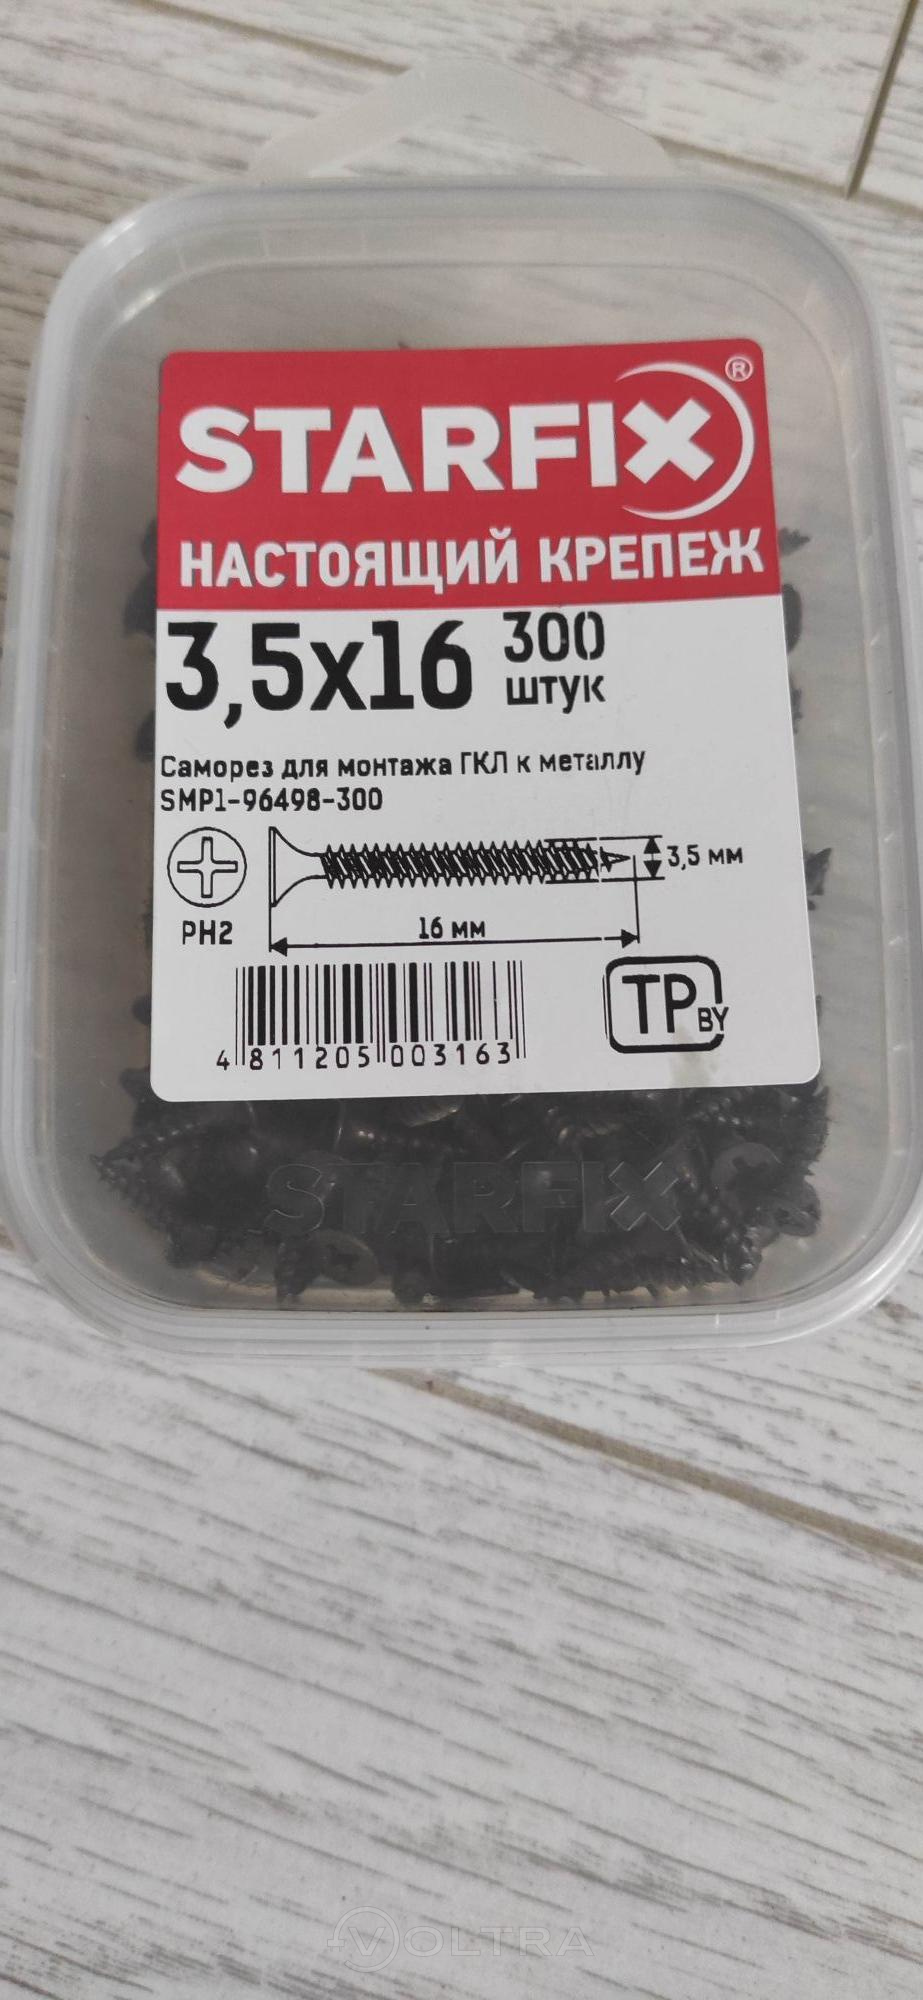 STARFIX®
НАСТОЯЩИЙ КРЕПЕЖ
3,5x16 300 штук
Саморез для монтажа ГКЛ к металлу
SMP1-96498-300
3,5 мм
PH2
16 мм
TP BY
4 811205 003163
STARFIX
VOLTRA